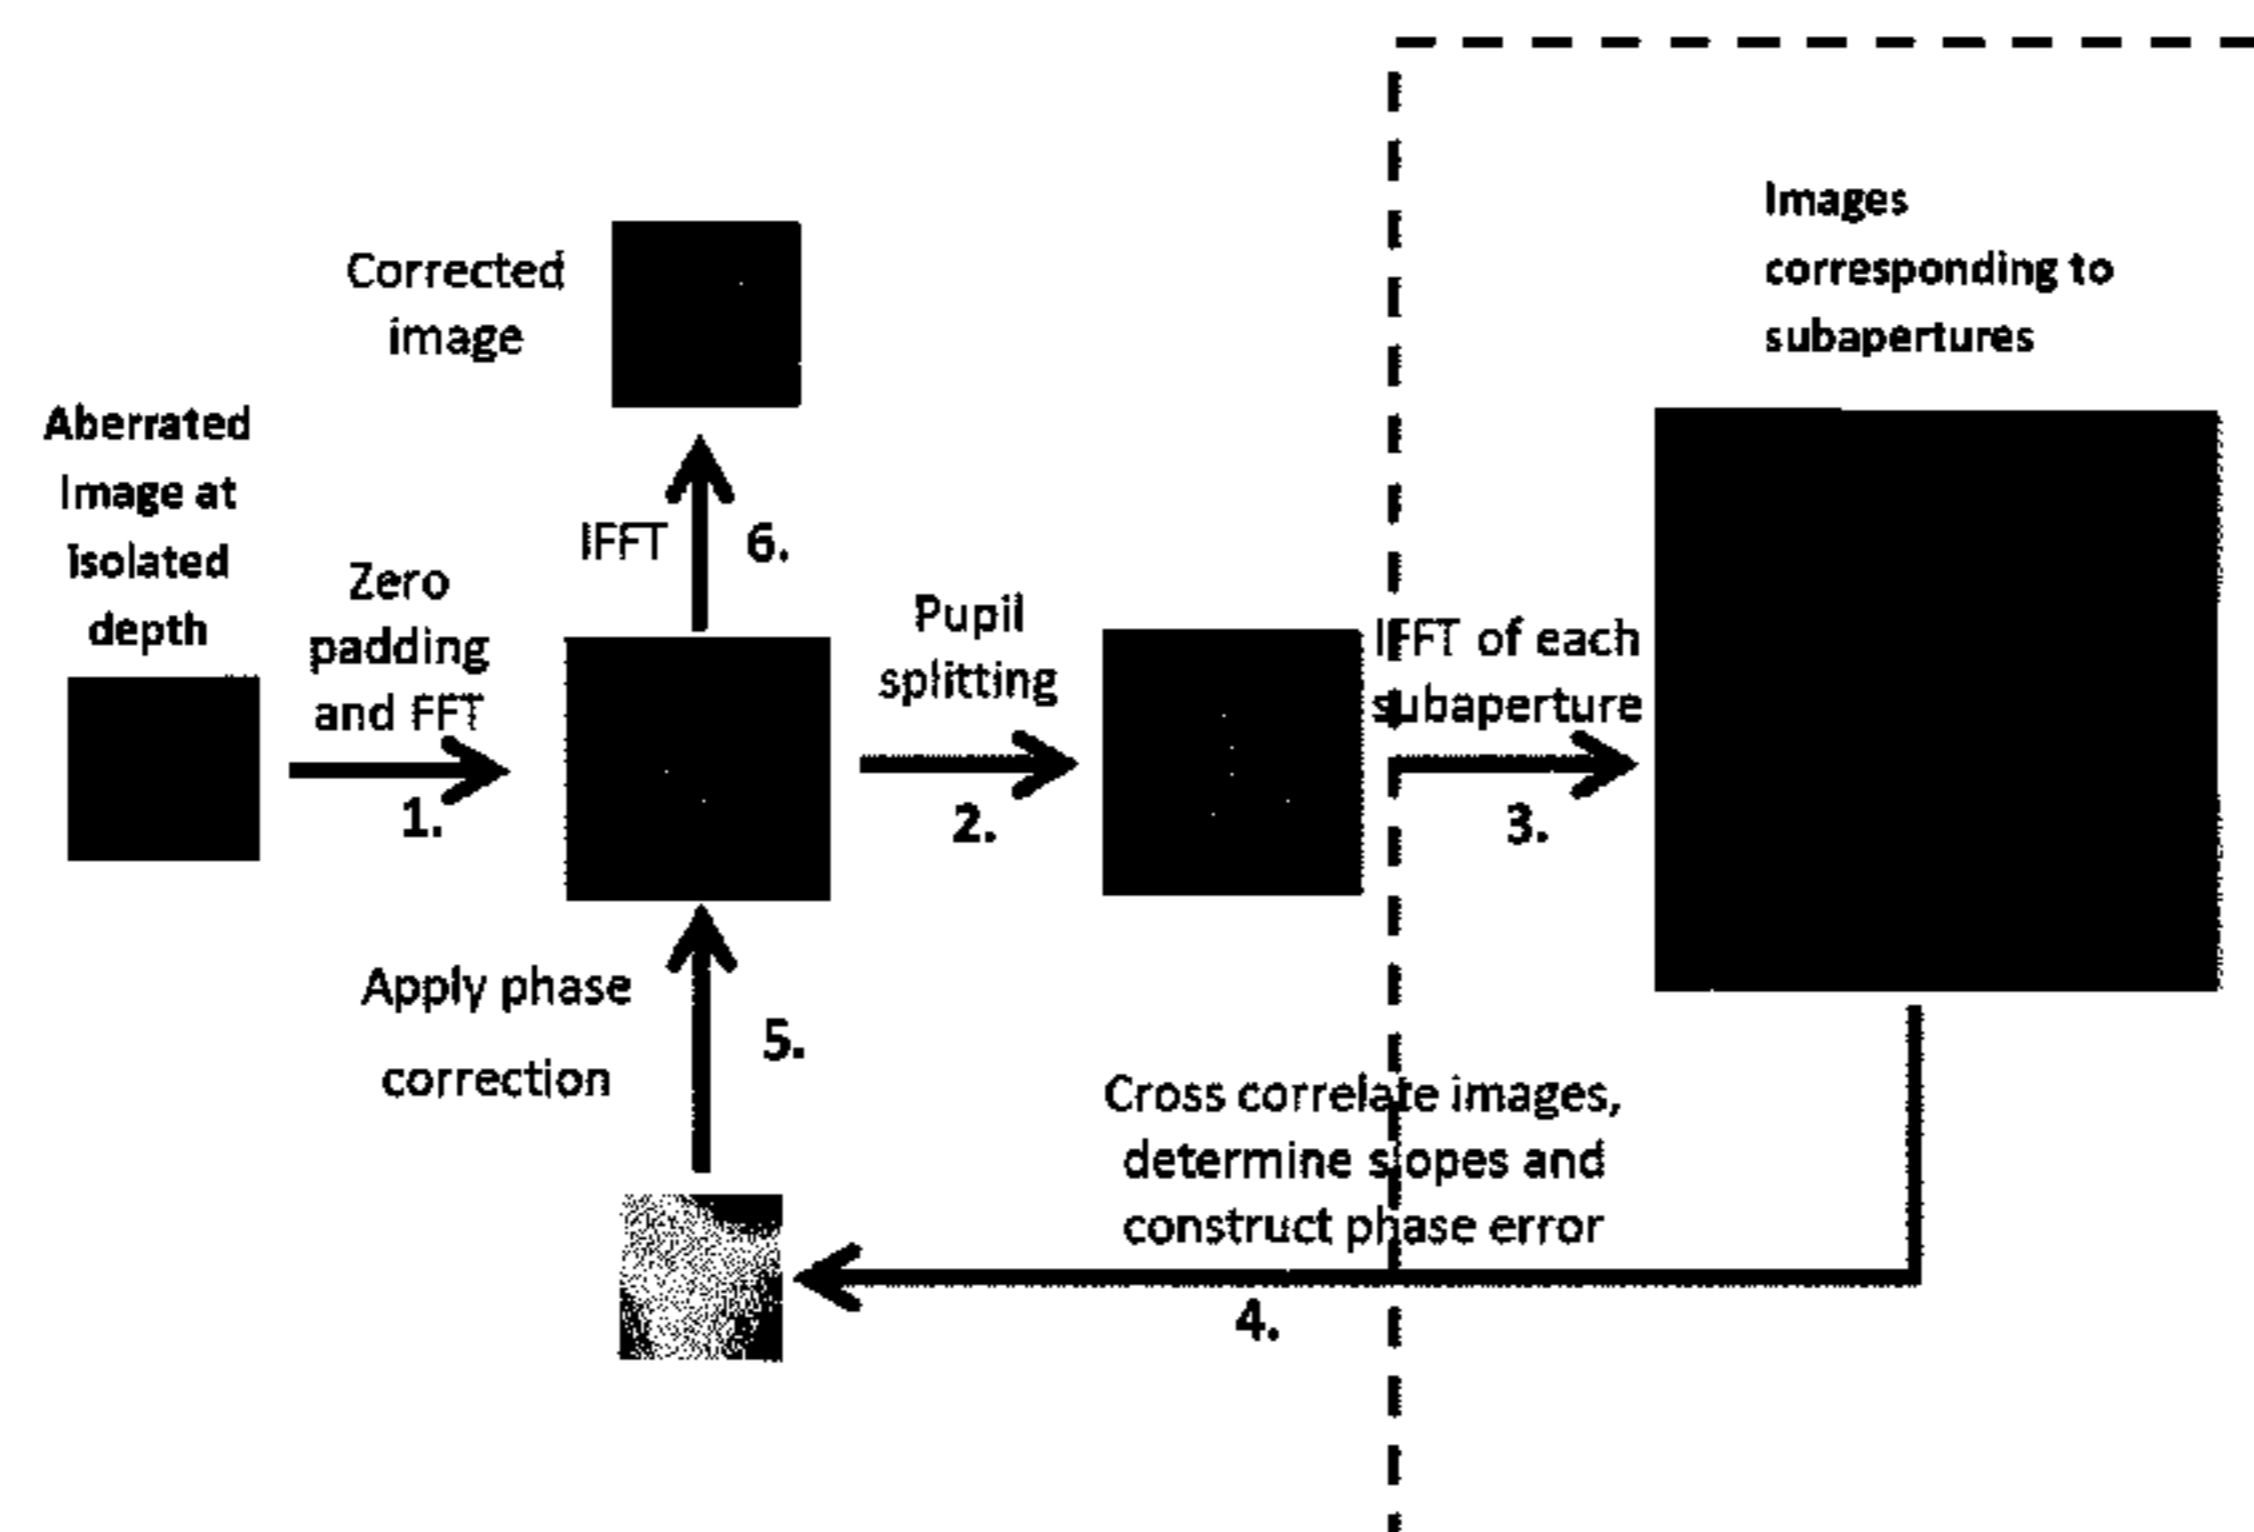 Images
corresponding to
subapertures
Corrected
image
Aberrated
Image at
Isolated
depth
IFFT
6.
Zero
padding
and FFT
1.
Pupil
splitting
2.
IFFT of each
subaperture
3.
Apply phase
correction
5.
Cross correlate images,
determine slopes and
construct phase error
4.